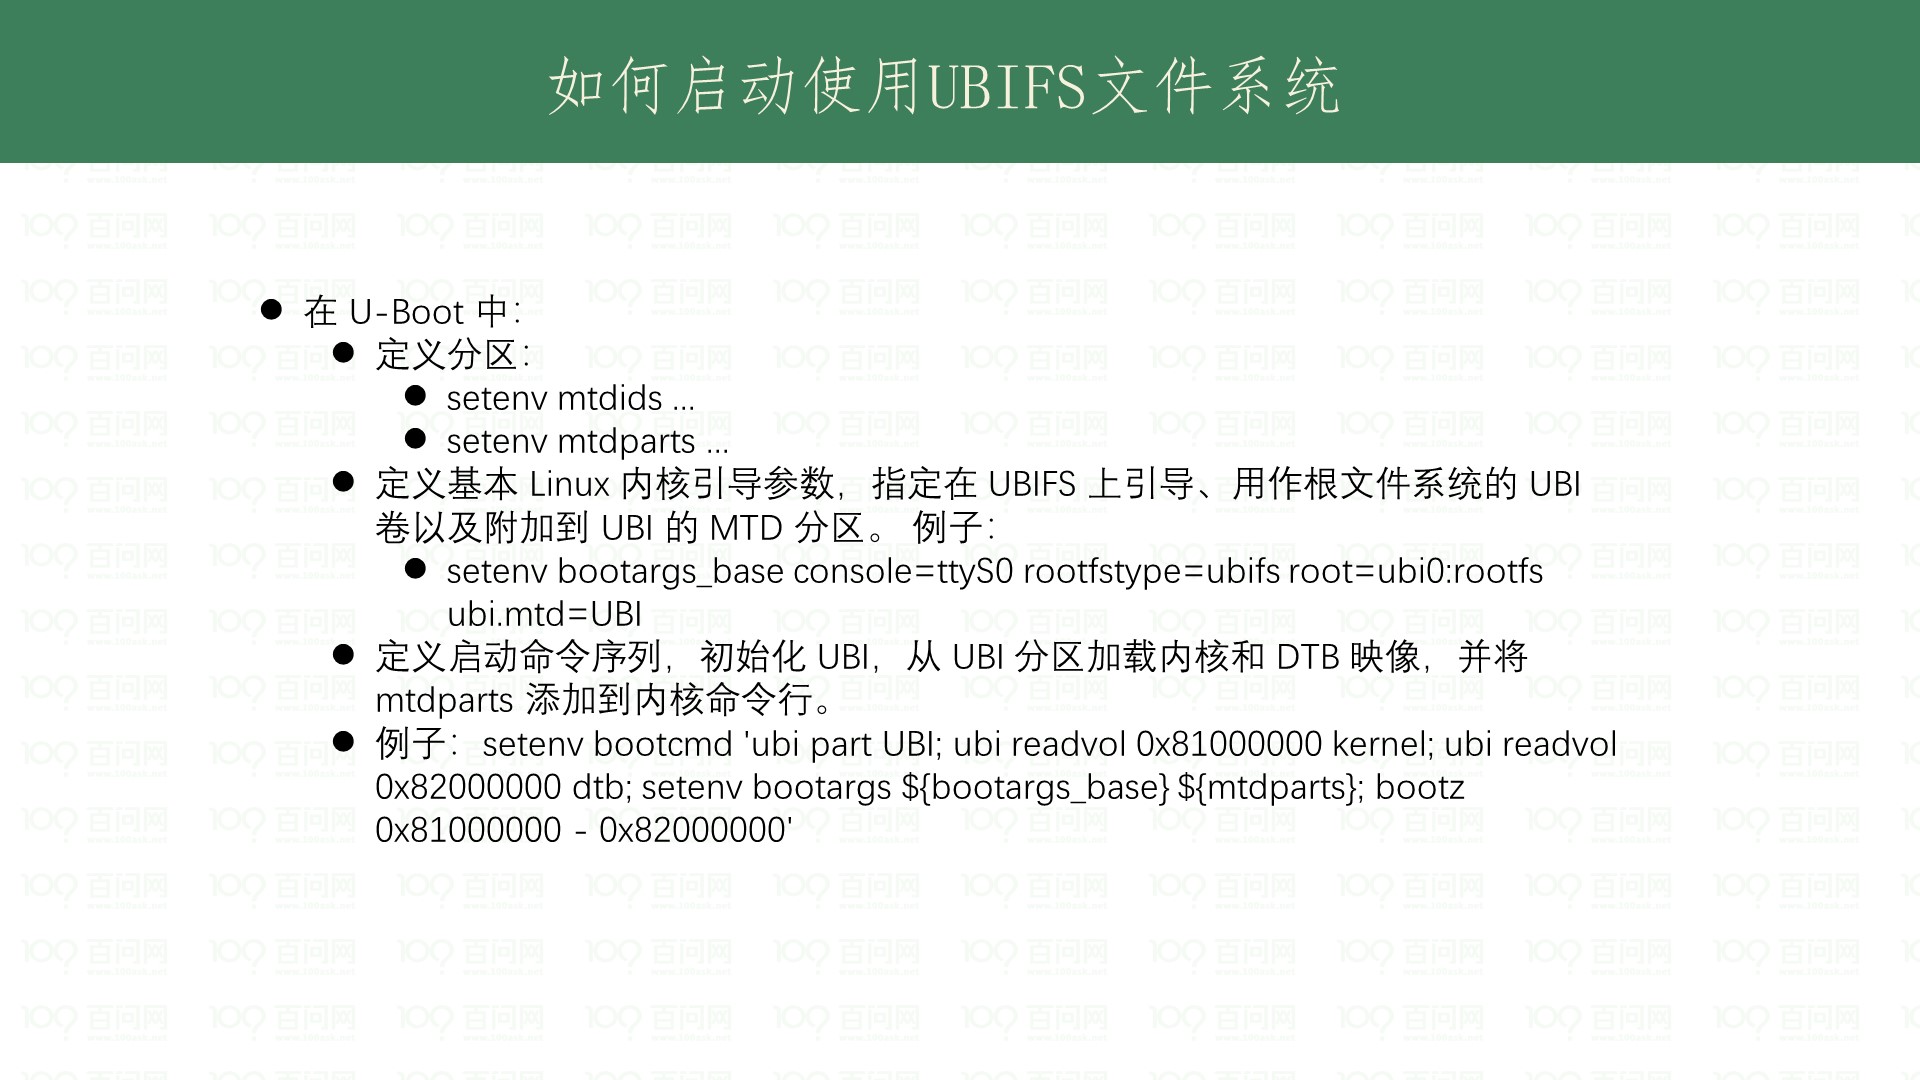 如何启动使用UBIFS文件系统
在 U-Boot 中：
定义分区：
setenv mtdids ...
setenv mtdparts ...
定义基本 Linux 内核引导参数，指定在 UBIFS 上引导、用作根文件系统的 UBI
卷以及附加到 UBI 的 MTD 分区。 例子：
setenv bootargs_base console=ttyS0 rootfstype=ubifs root=ubi0:rootfs
ubi.mtd=UBI
定义启动命令序列，初始化 UBI，从 UBI 分区加载内核和 DTB 映像，并将
mtdparts 添加到内核命令行。
例子：setenv bootcmd 'ubi part UBI; ubi readvol 0x81000000 kernel; ubi readvol
0x82000000 dtb; setenv bootargs ${bootargs_base} ${mtdparts}; bootz
0x81000000 - 0x82000000'
百问网
www.100ask.net